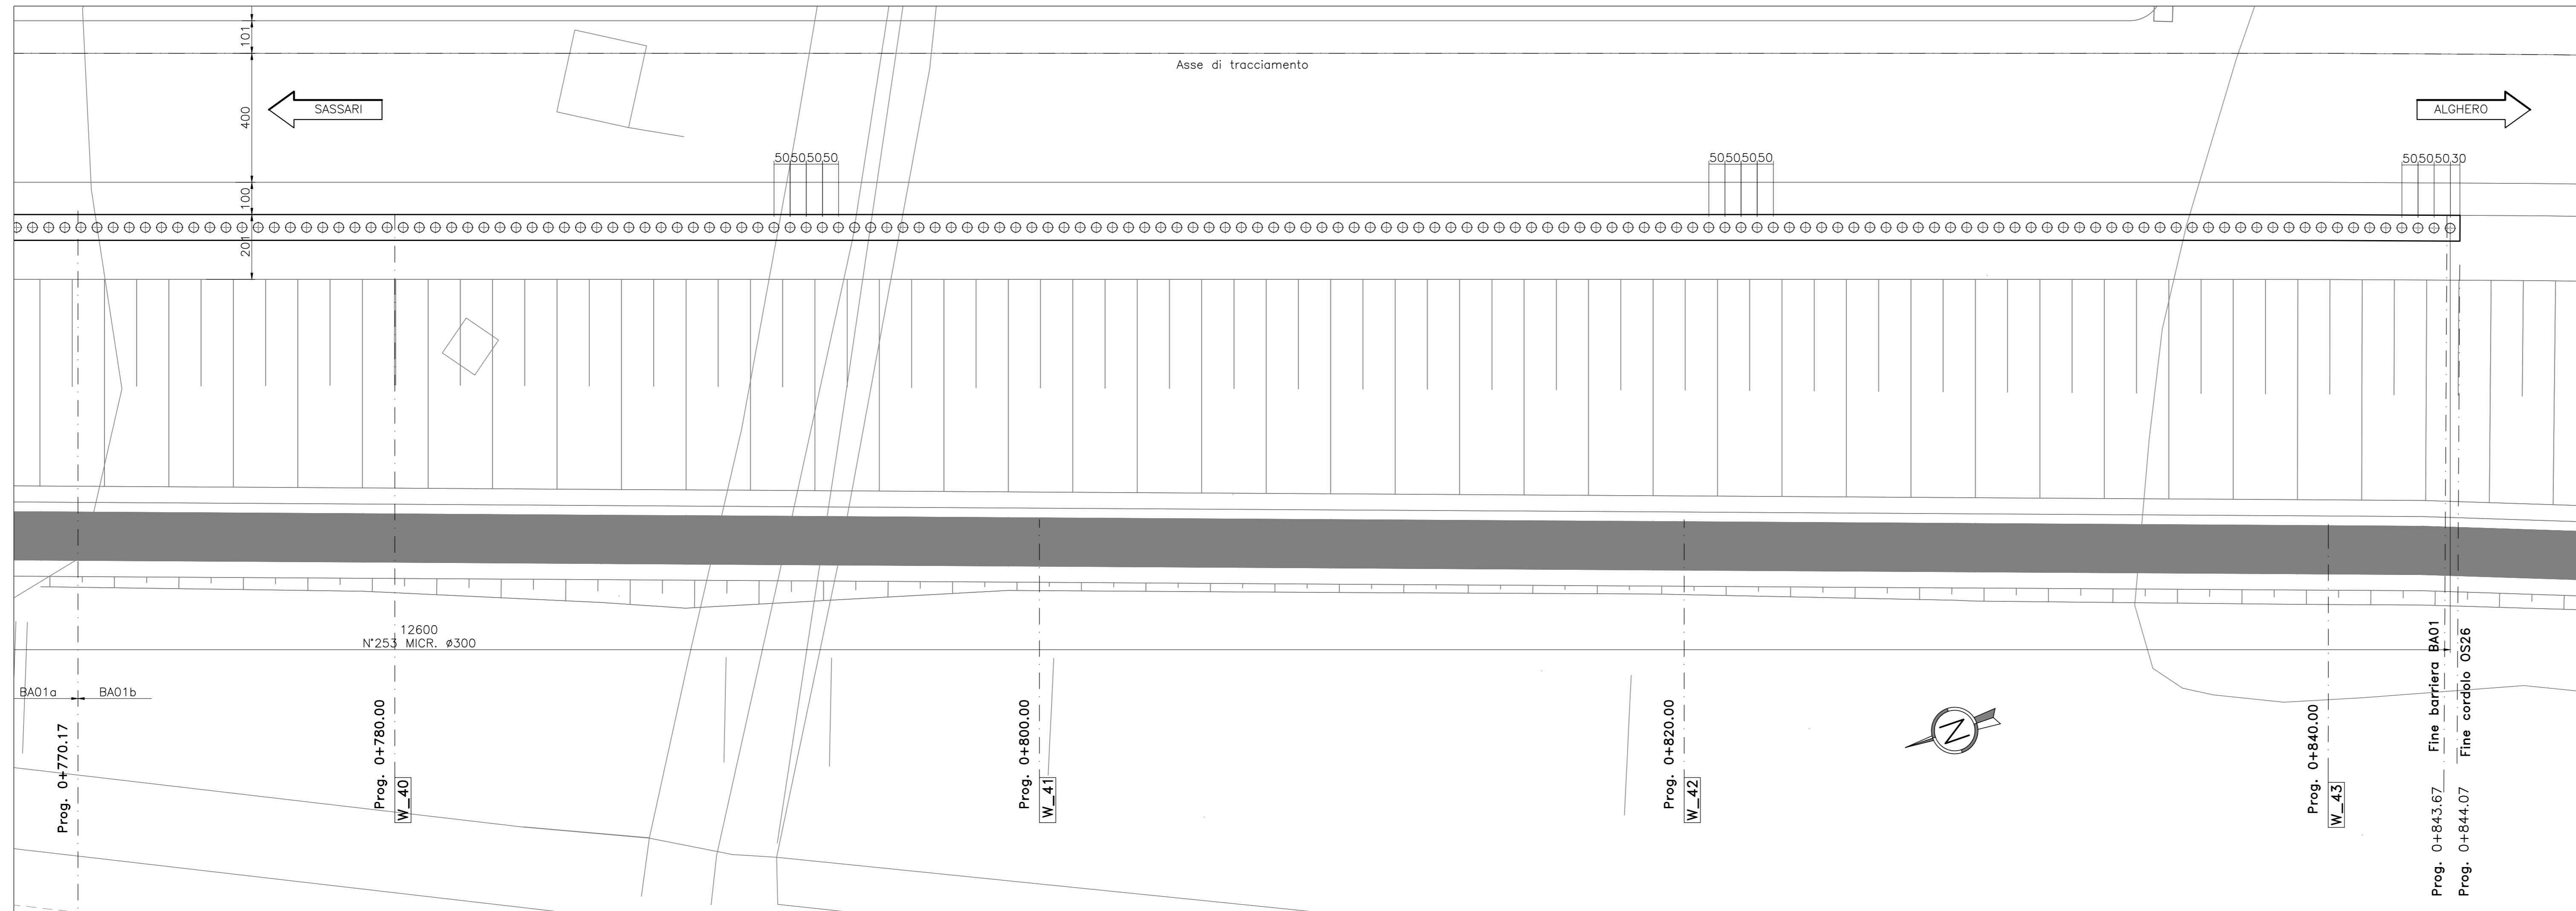 101
Asse di tracciamento
400
SASSARI
ALGHERO
50 50 50 50
50 50 50 50
50 50 50 30
100
201
12600
N°253 MICR. ø300
BA01a
BA01b
Prog. 0+770.17
Prog. 0+780.00
W_40
Prog. 0+800.00
W_41
Prog. 0+820.00
W_42
N
Prog. 0+840.00
W_43
Prog. 0+843.67 Fine barriera BA01
Prog. 0+844.07 Fine cordolo OS26